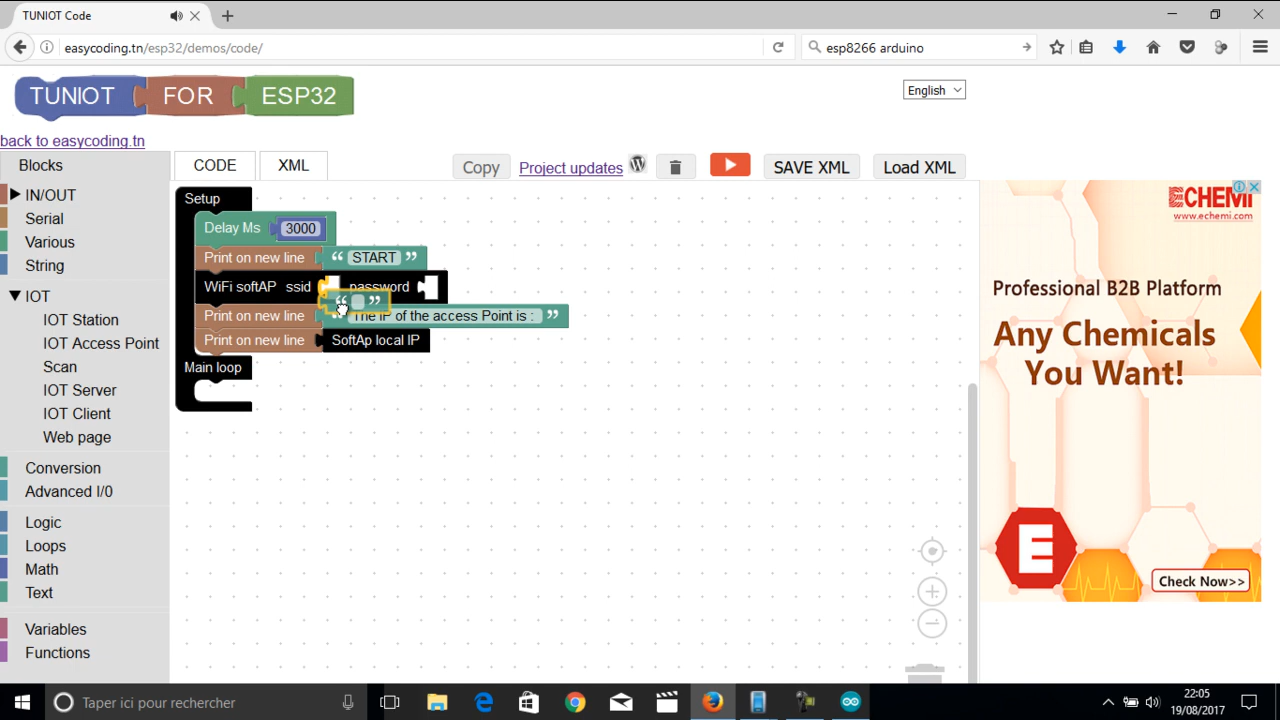 TUNIOT Code
easycoding.tn/esp32/demos/code/
esp8266 arduino
TUNIOT FOR ESP32
English
back to easycoding.tn
Blocks
CODE
XML
Copy
Project updates
SAVE XML
Load XML
IN/OUT
Serial
Various
String
IOT
IOT Station
IOT Access Point
Scan
IOT Server
IOT Client
Web page
Conversion
Advanced I/0
Logic
Loops
Math
Text
Variables
Functions
Setup
Delay Ms 3000
Print on new line “ START ”
WiFi softAP ssid password
“ ”
Print on new line “ The IP of the access Point is : ”
Print on new line SoftAp local IP
Main loop
ECHEMI
www.echemi.com
Professional B2B Platform
Any Chemicals
You Want!
E
Check Now>>
Taper ici pour rechercher
22:05
19/08/2017